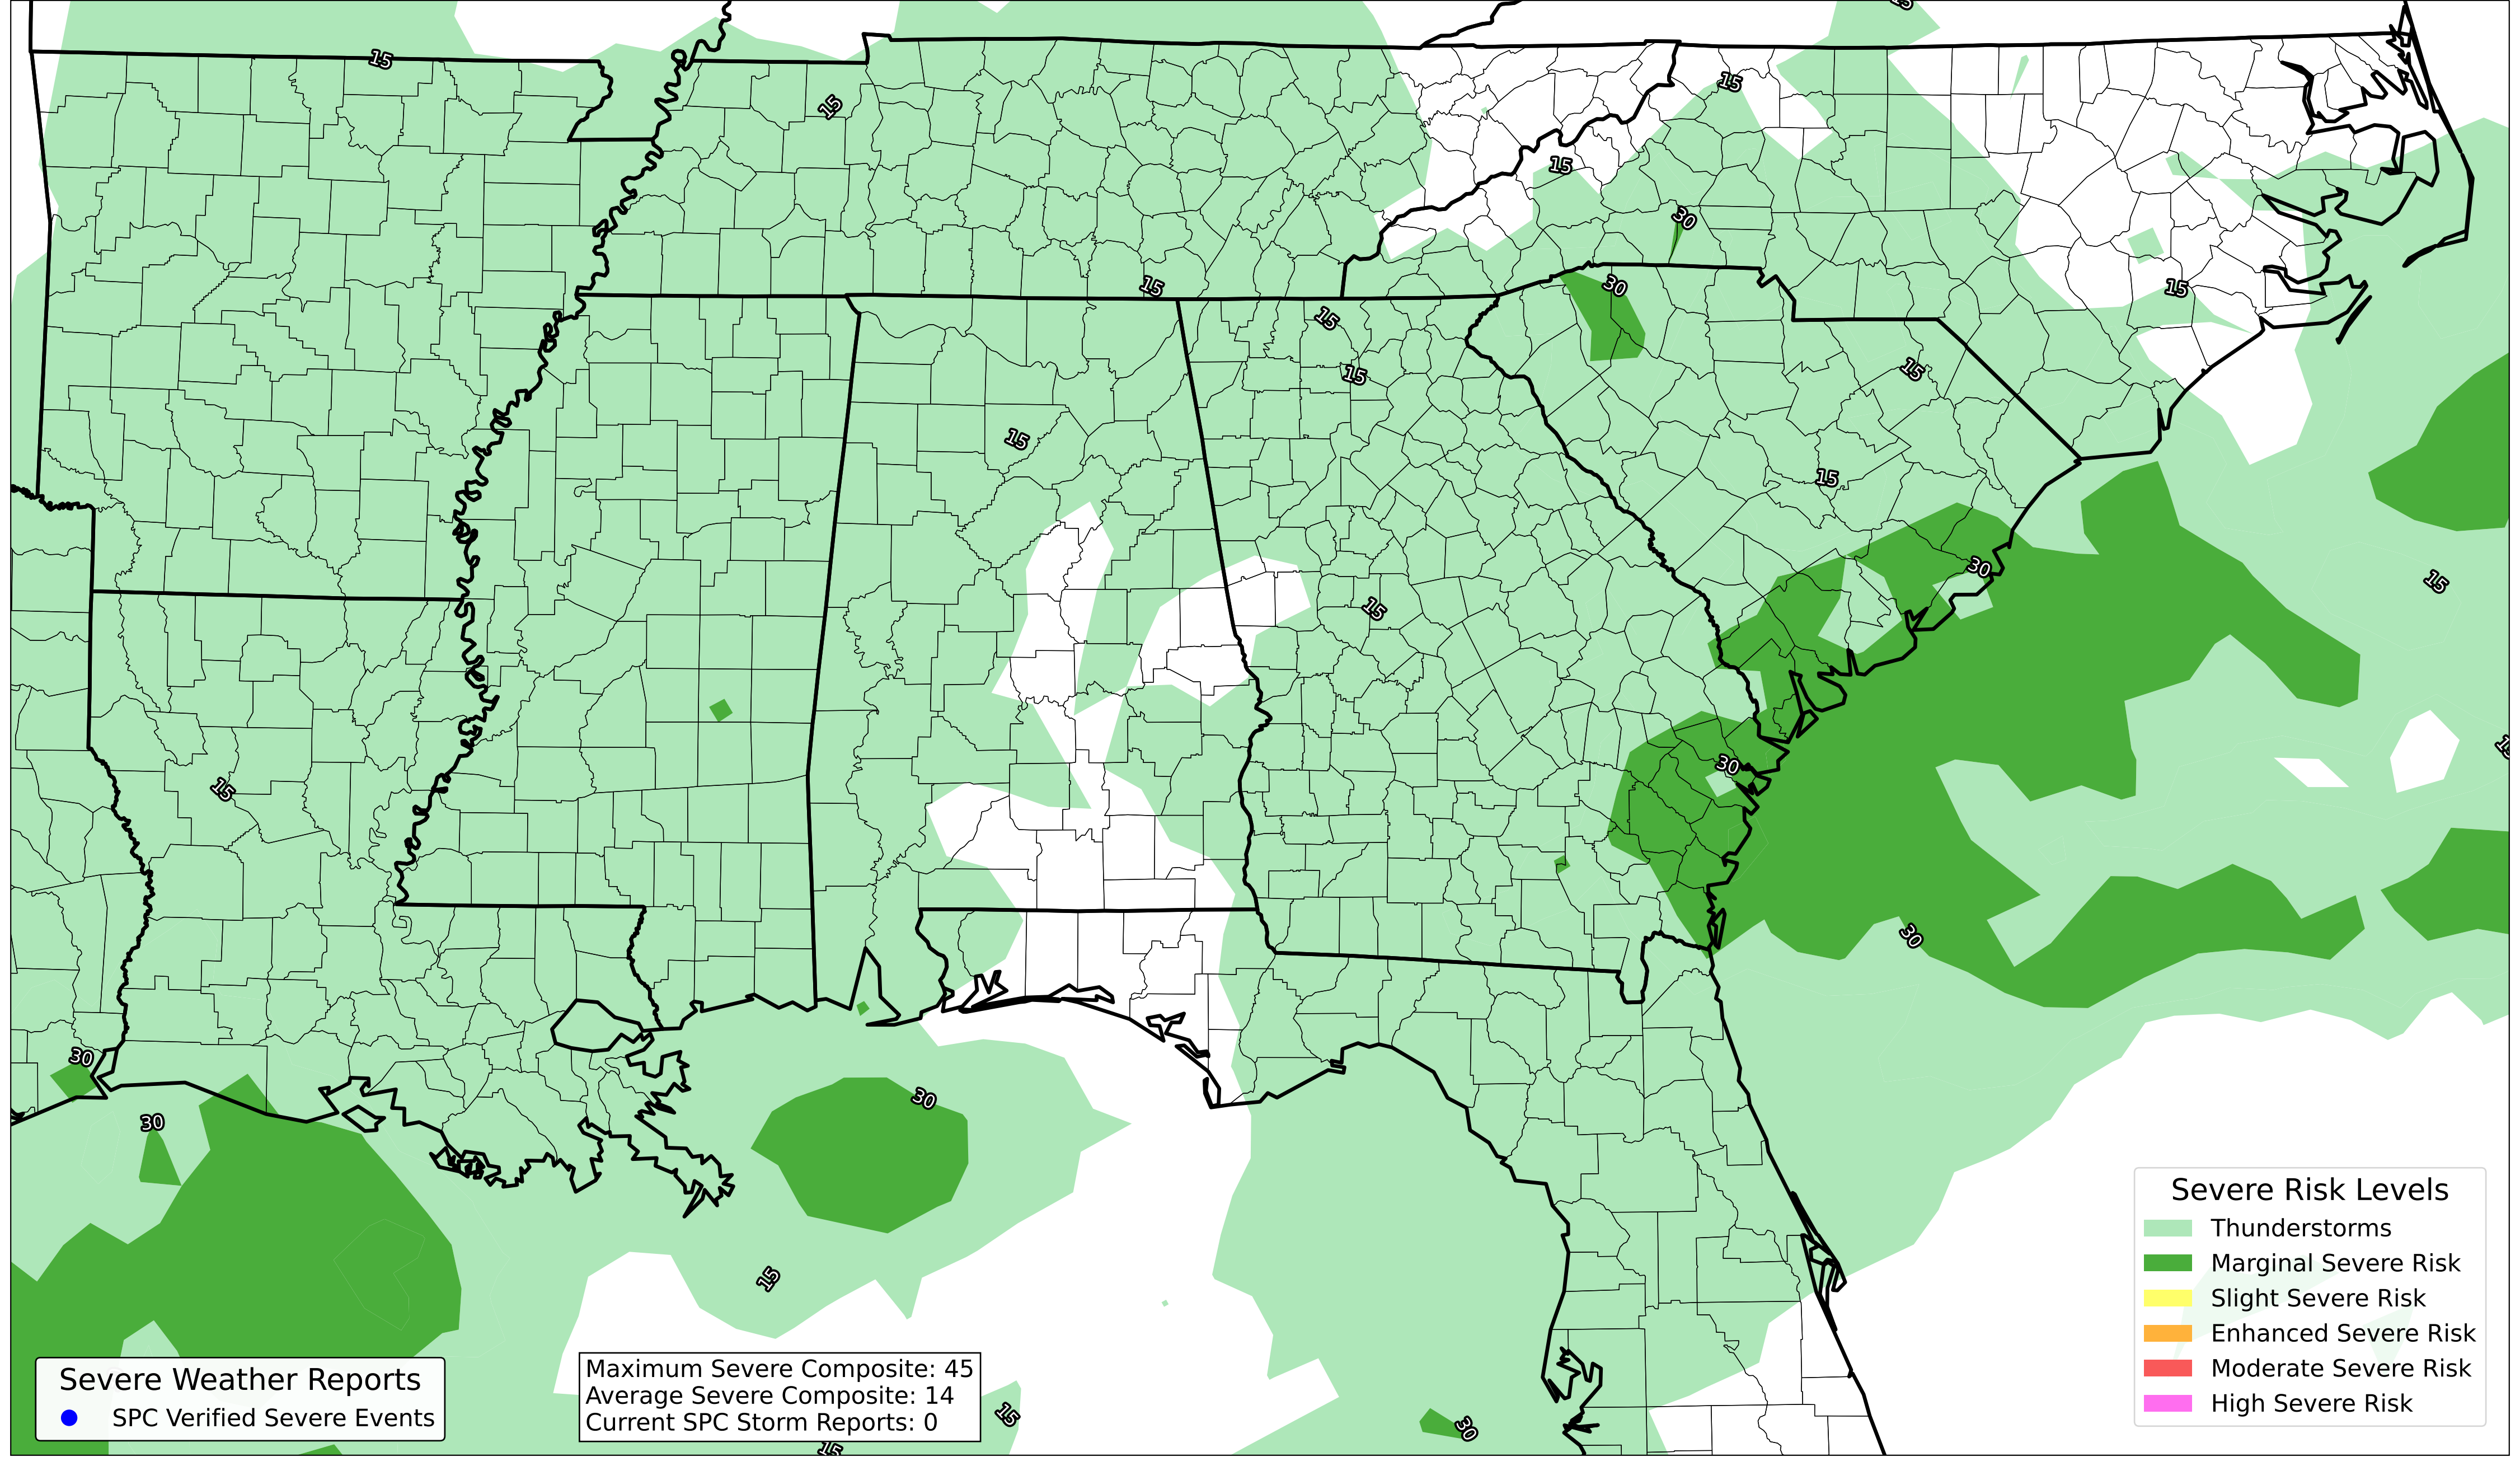 15
15
15
15
15
30
15
30
15
15
15
15
15
15
30
15
15
30
15
30
30
30
30
15
15
30
15
Severe Risk Levels
Thunderstorms
Marginal Severe Risk
Slight Severe Risk
Enhanced Severe Risk
Moderate Severe Risk
High Severe Risk
Severe Weather Reports
SPC Verified Severe Events
Maximum Severe Composite: 45
Average Severe Composite: 14
Current SPC Storm Reports: 0